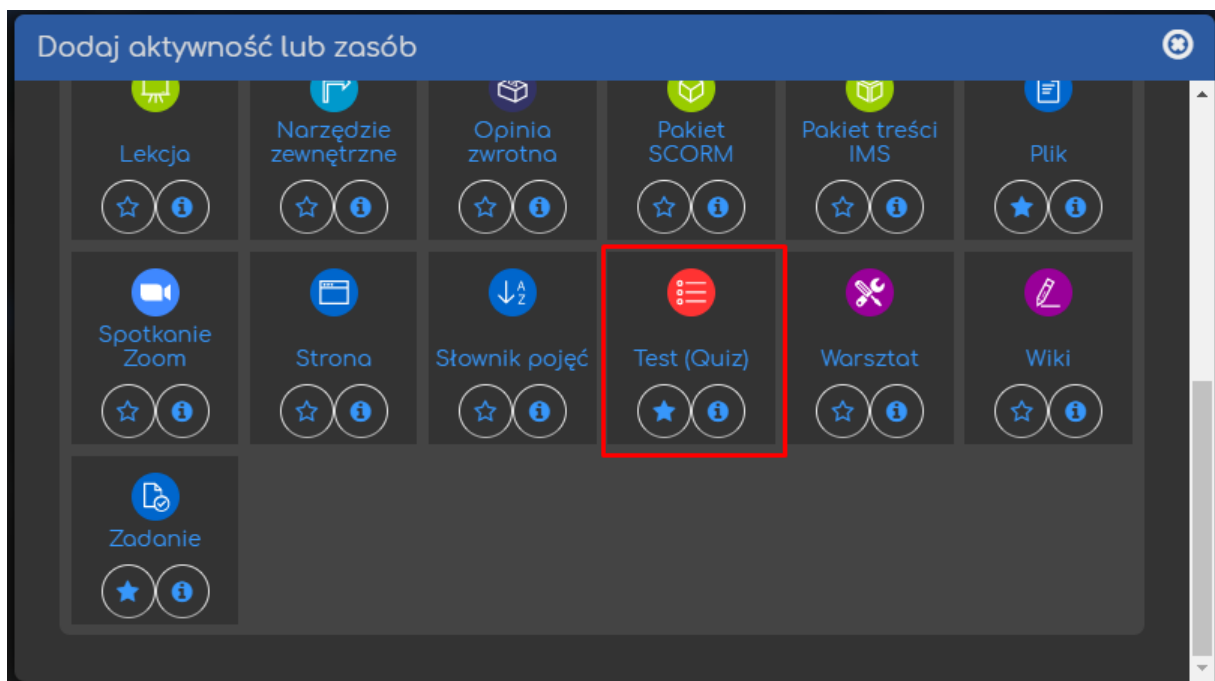 Dodaj aktywność lub zasób
Lekcja
Narzędzie
zewnętrzne
Opinia
zwrotna
Pakiet
SCORM
Pakiet treści
IMS
Plik
Spotkanie
Zoom
Strona
Słownik pojęć
Test (Quiz)
Warsztat
Wiki
Zadanie